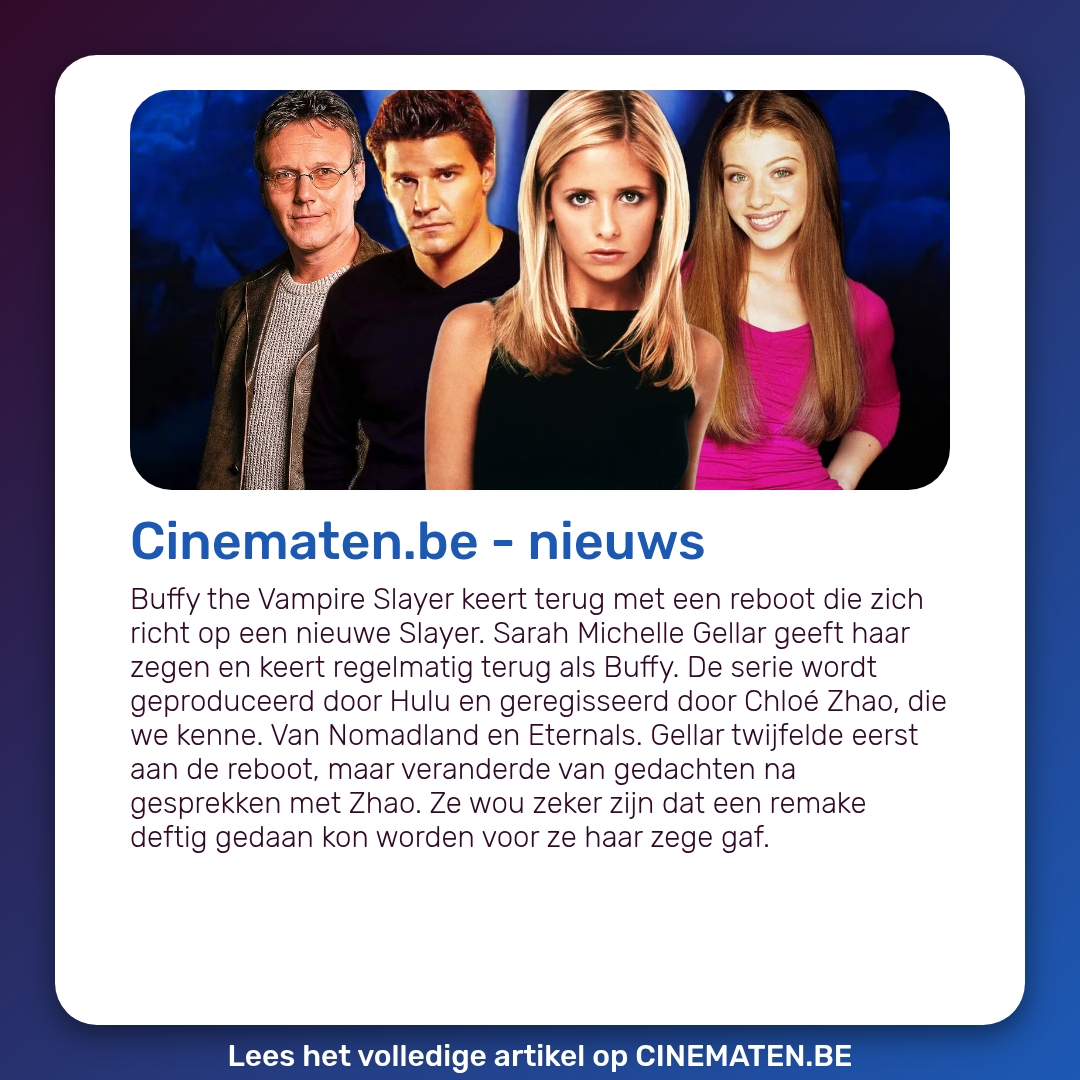 Cinematen.be - nieuws
Buffy the Vampire Slayer keert terug met een reboot die zich
richt op een nieuwe Slayer. Sarah Michelle Gellar geeft haar
zegen en keert regelmatig terug als Buffy. De serie wordt
geproduceerd door Hulu en geregisseerd door Chloé Zhao, die
we kenne. Van Nomadland en Eternals. Gellar twijfelde eerst
aan de reboot, maar veranderde van gedachten na
gesprekken met Zhao. Ze wou zeker zijn dat een remake
deftig gedaan kon worden voor ze haar zege gaf.
Lees het volledige artikel op CINEMATEN.BE